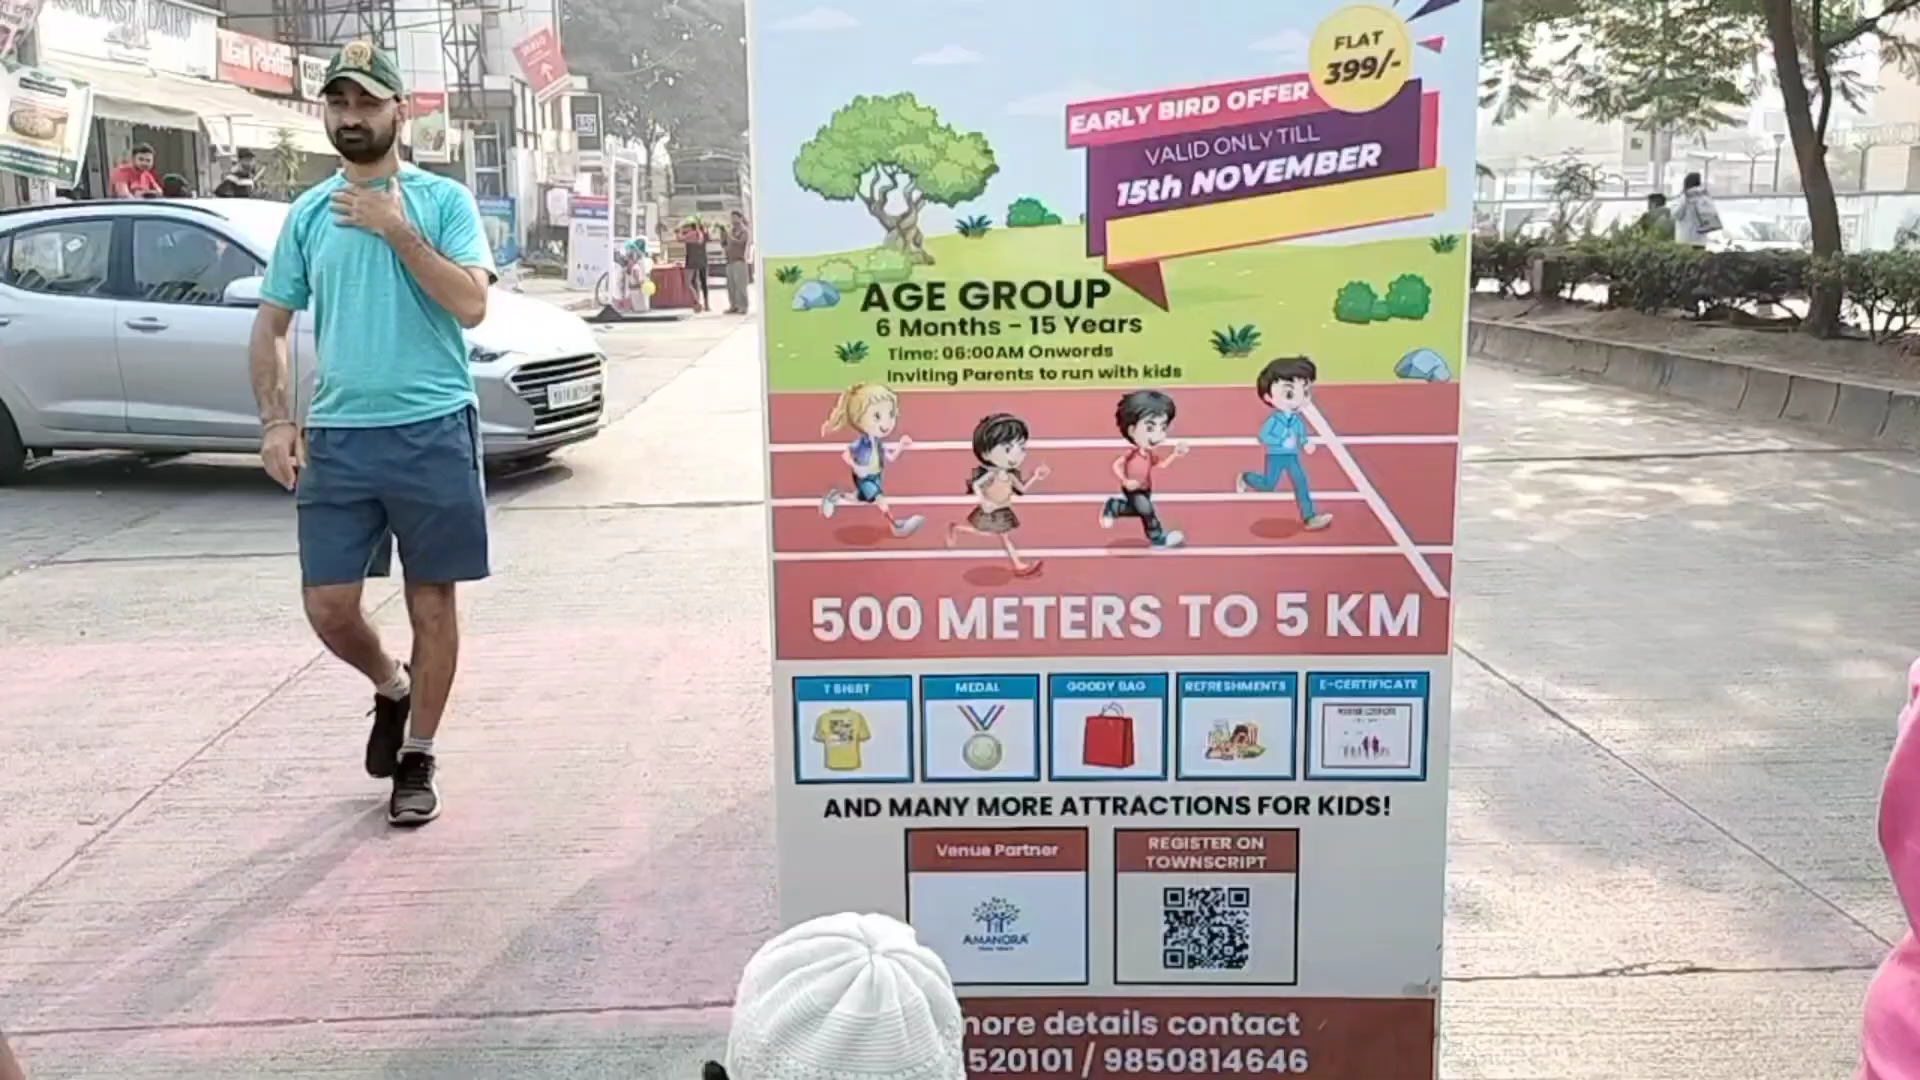 DAIRY
FLAT
399/-
EARLY BIRD OFFER
VALID ONLY TILL
15th NOVEMBER
AGE GROUP
6 Months - 15 Years
Time: 06:00AM Onwords
Inviting Parents to run with kids
500 METERS TO 5 KM
T SHIRT
MEDAL
GOODY BAG
REFRESHMENTS
E-CERTIFICATE
AND MANY MORE ATTRACTIONS FOR KIDS!
Venue Partner
REGISTER ON
TOWNSCRIPT
AMANORA
more details contact
520101 / 9850814646